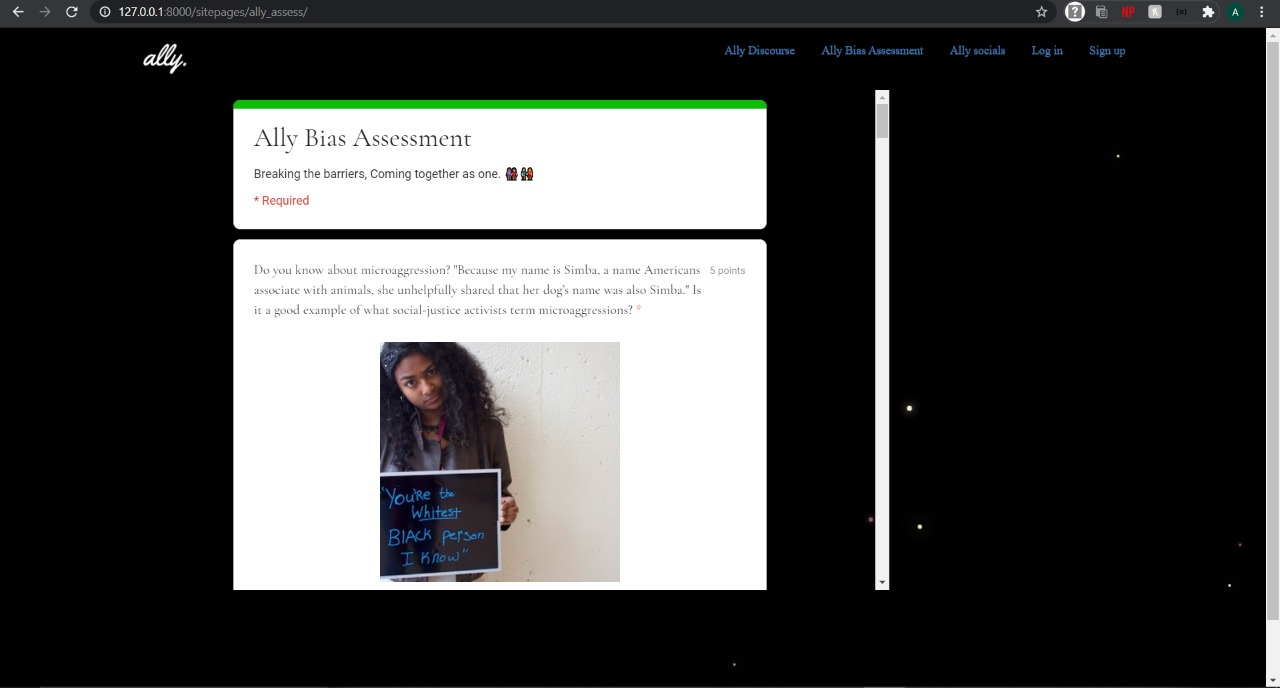 127.0.0.1:8000/sitepages/ally_assess/
NP
A
ally.
Ally Discourse
Ally Bias Assessment
Ally socials
Log in
Sign up
Ally Bias Assessment
Breaking the barriers, Coming together as one.
* Required
Do you know about microaggression? "Because my name is Simba, a name Americans
5 points
associate with animals, she unhelpfully shared that her dog's name was also Simba." Is
it a good example of what social-justice activists term microaggressions? *
"You're the
Whitest
BlAck person
I know"